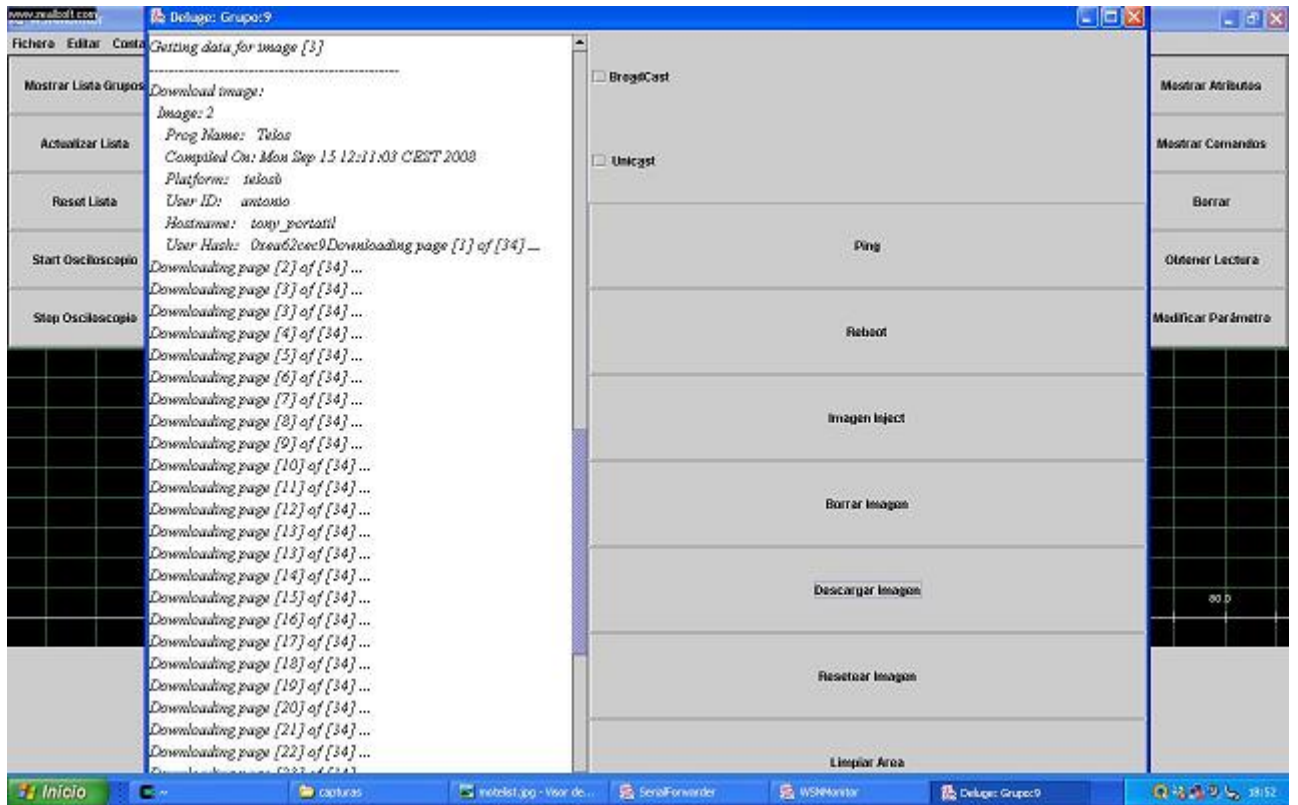 Deluge: Grupo:9
Fichero Editar Conta
Mostrar Lista Grupos
Actualizar Lista
Reset Lista
Start Osciloscopio
Stop Osciloscopio
Getting data for image [3]
--------------------------------------------------
Download image:
Image: 2
Prog Name: Telos
Compiled On: Mon Sep 15 12:11:03 CEST 2008
Platform: telosb
User ID: antonio
Hostname: tony_portatil
User Hash: 0xea62cec9Downloading page [1] of [34] ...
Downloading page [2] of [34] ...
Downloading page [3] of [34] ...
Downloading page [3] of [34] ...
Downloading page [4] of [34] ...
Downloading page [5] of [34] ...
Downloading page [6] of [34] ...
Downloading page [7] of [34] ...
Downloading page [8] of [34] ...
Downloading page [9] of [34] ...
Downloading page [10] of [34] ...
Downloading page [11] of [34] ...
Downloading page [12] of [34] ...
Downloading page [13] of [34] ...
Downloading page [13] of [34] ...
Downloading page [14] of [34] ...
Downloading page [15] of [34] ...
Downloading page [16] of [34] ...
Downloading page [17] of [34] ...
Downloading page [18] of [34] ...
Downloading page [19] of [34] ...
Downloading page [20] of [34] ...
Downloading page [21] of [34] ...
Downloading page [22] of [34] ...
BroadCast
Unicast
Ping
Reboot
Imagen Inject
Borrar Imagen
Descargar Imagen
Resetear Imagen
Limpiar Area
Mostrar Atributos
Mostrar Comandos
Borrar
Obtener Lectura
Modificar Parámetro
80.0
Inicio
~
capturas
motelist.jpg - Visor de...
SerialForwarder
WSNMonitor
Deluge: Grupo:9
18:52